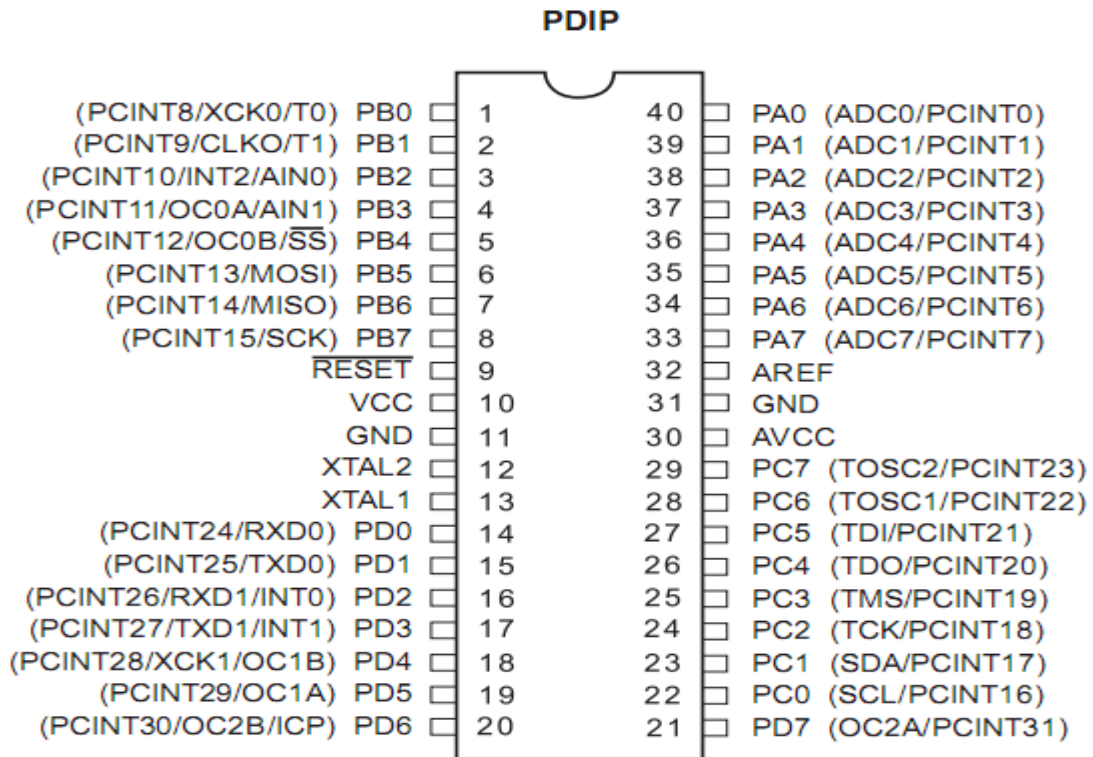 PDIP
(PCINT8/XCK0/T0) PB0 1 40 PA0 (ADC0/PCINT0)
(PCINT9/CLKO/T1) PB1 2 39 PA1 (ADC1/PCINT1)
(PCINT10/INT2/AIN0) PB2 3 38 PA2 (ADC2/PCINT2)
(PCINT11/OC0A/AIN1) PB3 4 37 PA3 (ADC3/PCINT3)
(PCINT12/OC0B/S̅S̅) PB4 5 36 PA4 (ADC4/PCINT4)
(PCINT13/MOSI) PB5 6 35 PA5 (ADC5/PCINT5)
(PCINT14/MISO) PB6 7 34 PA6 (ADC6/PCINT6)
(PCINT15/SCK) PB7 8 33 PA7 (ADC7/PCINT7)
R̅E̅S̅E̅T̅ 9 32 AREF
VCC 10 31 GND
GND 11 30 AVCC
XTAL2 12 29 PC7 (TOSC2/PCINT23)
XTAL1 13 28 PC6 (TOSC1/PCINT22)
(PCINT24/RXD0) PD0 14 27 PC5 (TDI/PCINT21)
(PCINT25/TXD0) PD1 15 26 PC4 (TDO/PCINT20)
(PCINT26/RXD1/INT0) PD2 16 25 PC3 (TMS/PCINT19)
(PCINT27/TXD1/INT1) PD3 17 24 PC2 (TCK/PCINT18)
(PCINT28/XCK1/OC1B) PD4 18 23 PC1 (SDA/PCINT17)
(PCINT29/OC1A) PD5 19 22 PC0 (SCL/PCINT16)
(PCINT30/OC2B/ICP) PD6 20 21 PD7 (OC2A/PCINT31)